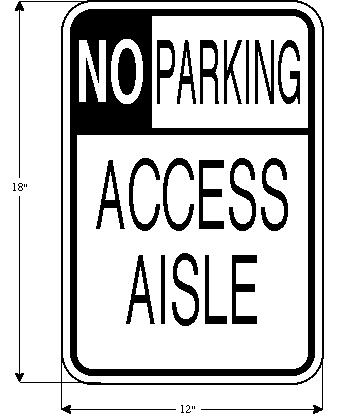 NO PARKING
ACCESS
AISLE
18"
12"